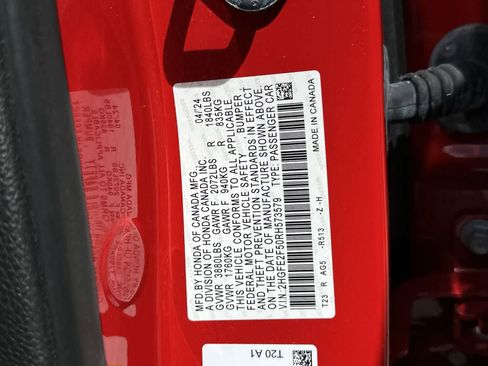 MFD BY HONDA OF CANADA MFG. 04/24
A DIVISION OF HONDA CANADA INC.
GVWR 3880LBS GAWR F 2072LBS R 1840LBS
GVWR 1760KG GAWR F 940KG R 835KG
THIS VEHICLE CONFORMS TO ALL APPLICABLE
FEDERAL MOTOR VEHICLE SAFETY, BUMPER,
AND THEFT PREVENTION STANDARDS IN EFFECT
ON THE DATE OF MANUFACTURE SHOWN ABOVE.
V.I.N. 2HGFE2F50RH573579 TYPE: PASSENGER CAR
T23 R AG5 -R513 -Z -H MADE IN CANADA
T20 A1